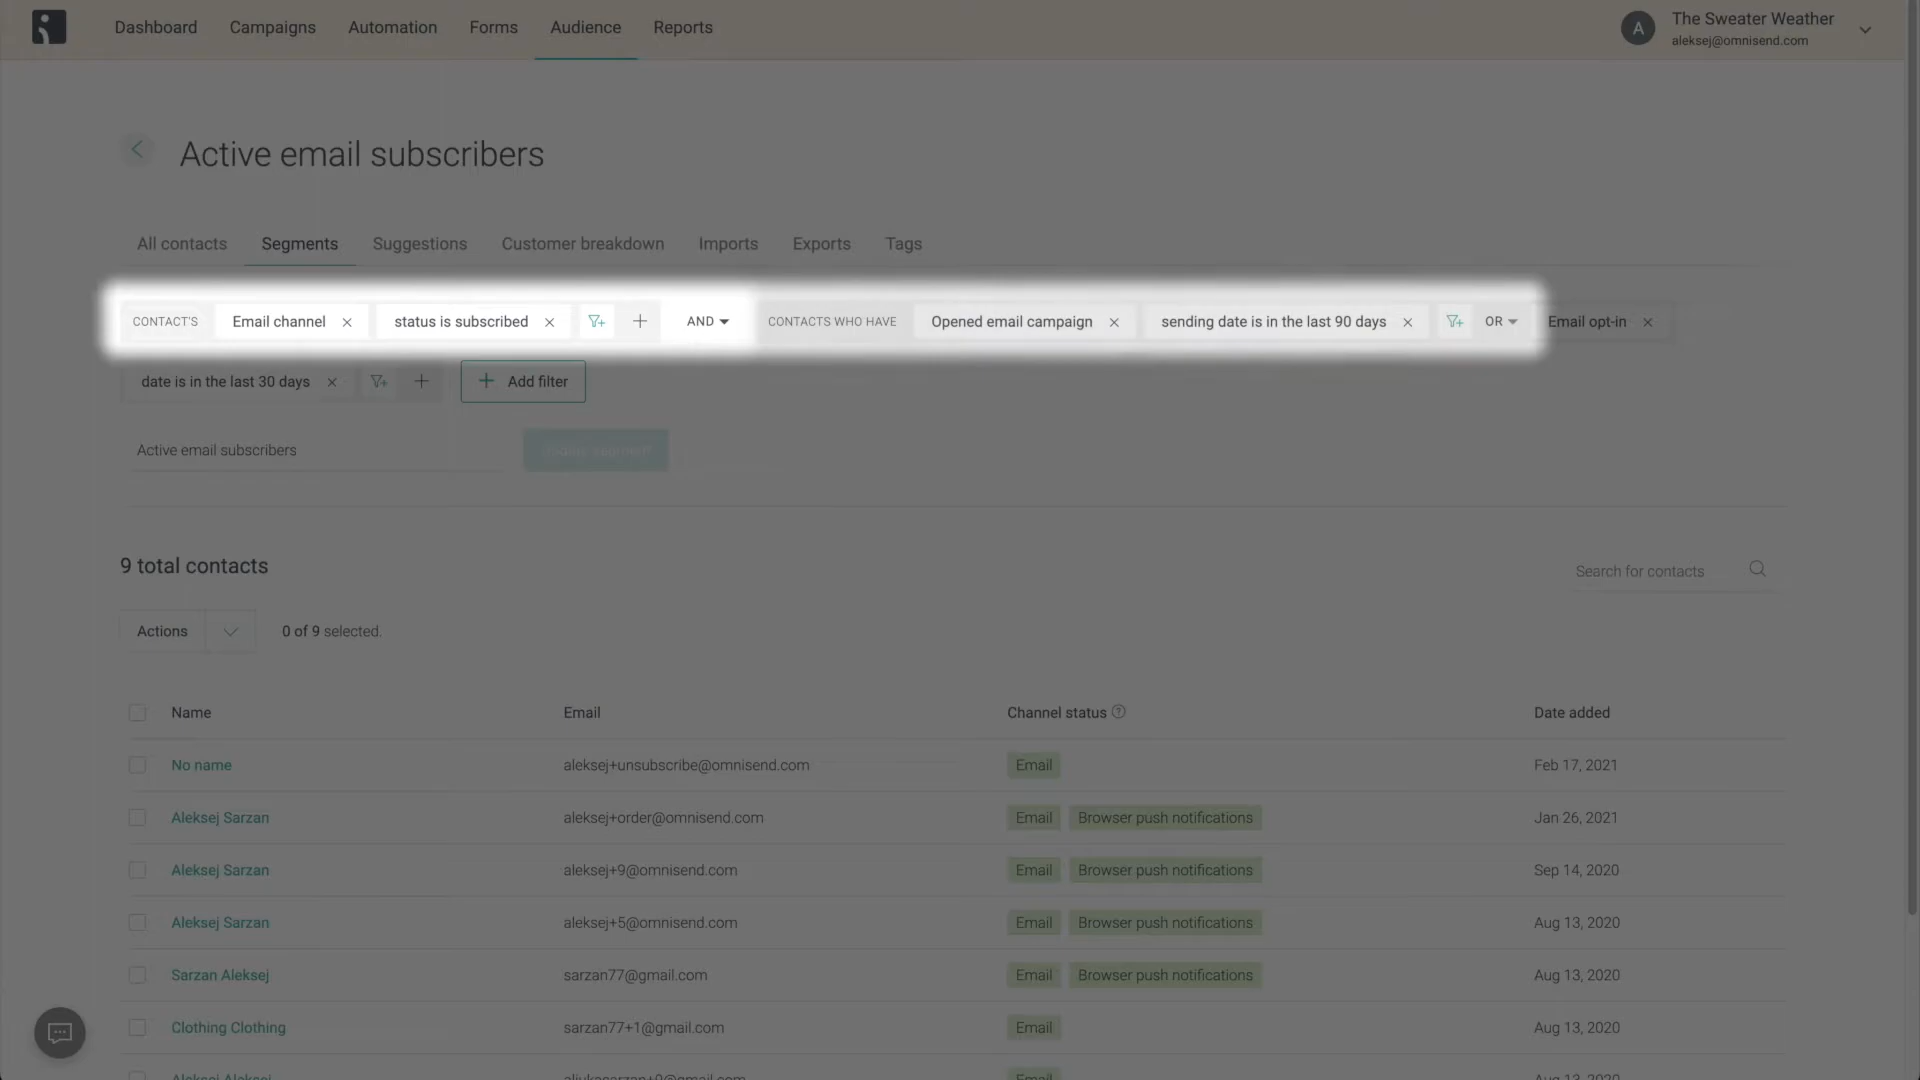 Dashboard Campaigns Automation Forms Audience Reports
A The Sweater Weather
aleksej@omnisend.com
Active email subscribers
All contacts Segments Suggestions Customer breakdown Imports Exports Tags
CONTACT'S Email channel × status is subscribed × + AND CONTACTS WHO HAVE Opened email campaign × sending date is in the last 90 days × OR Email opt-in ×
date is in the last 30 days × + + Add filter
Active email subscribers
9 total contacts
Search for contacts
Actions 0 of 9 selected.
Name Email Channel status ? Date added
No name aleksej+unsubscribe@omnisend.com Email Feb 17, 2021
Aleksej Sarzan aleksej+order@omnisend.com Email Browser push notifications Jan 26, 2021
Aleksej Sarzan aleksej+9@omnisend.com Email Browser push notifications Sep 14, 2020
Aleksej Sarzan aleksej+5@omnisend.com Email Browser push notifications Aug 13, 2020
Sarzan Aleksej sarzan77@gmail.com Email Browser push notifications Aug 13, 2020
Clothing Clothing sarzan77+1@gmail.com Email Aug 13, 2020
Email Aug 13, 2020